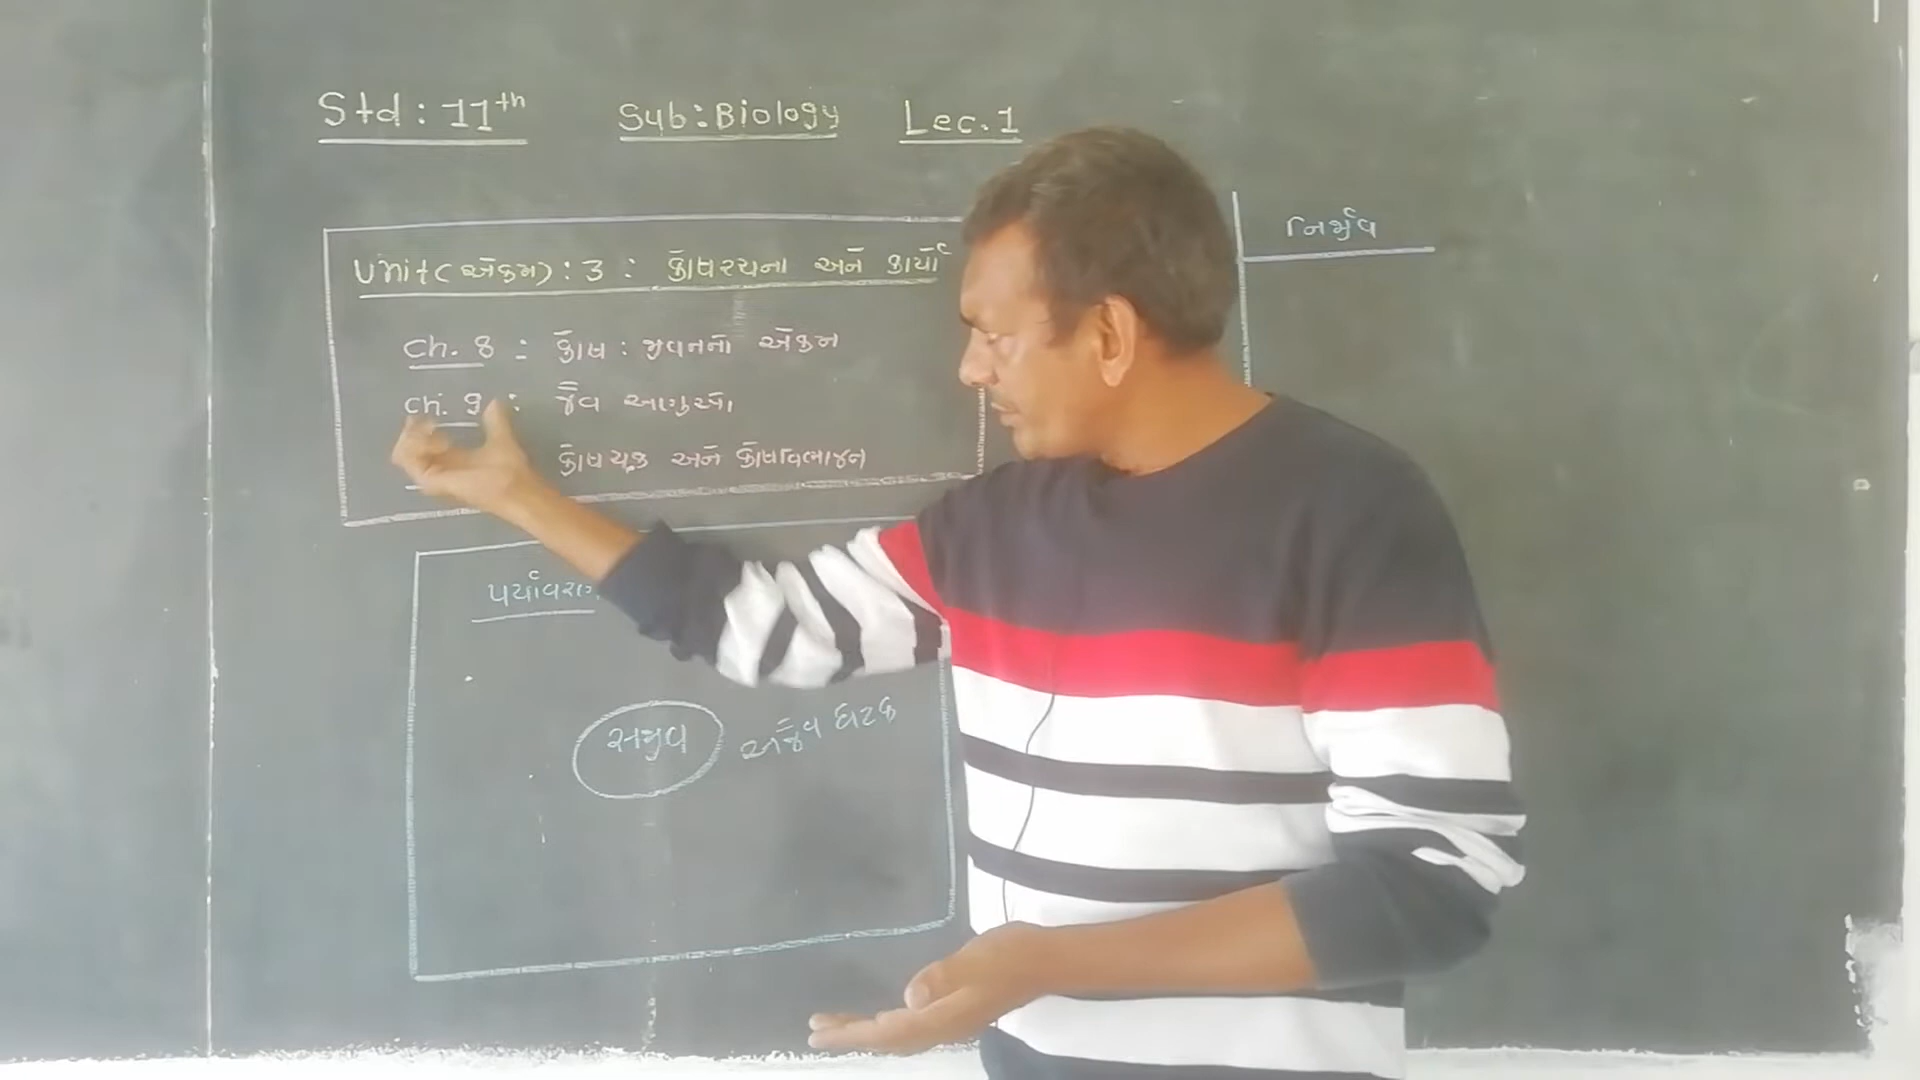 Std : 11th Sub : Biology Lec. 1
Unit (એકમ) : 3 : કોષરચના અને કાર્યો
Ch. 8 : કોષ : જીવનનો એકમ
Ch. 9 : જૈવ અણુઓ
કોષચક્ર અને કોષવિભાજન
નિર્જીવ
પર્યાવરણ
સજીવ
અજૈવ ઘટક